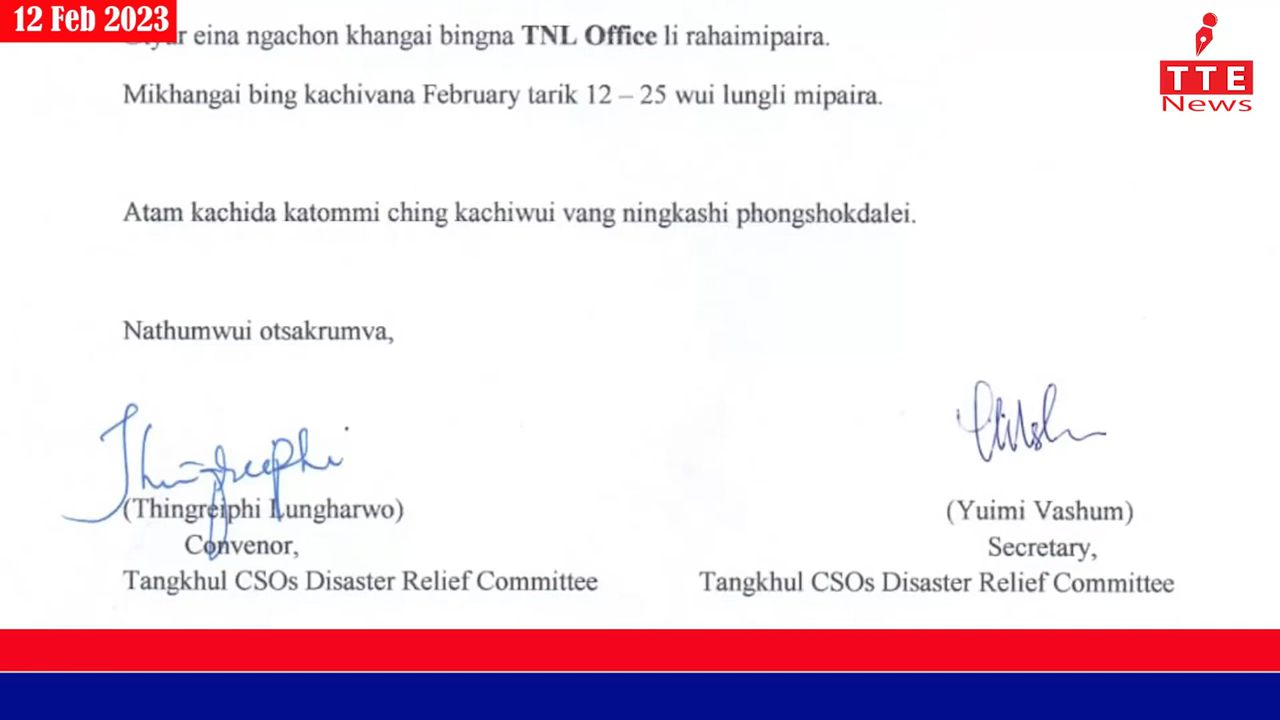 12 Feb 2023
eina ngachon khangai bingna TNL Office li rahaimipaira.
TTE
News
Mikhangai bing kachivana February tarik 12 – 25 wui lungli mipaira.
Atam kachida katommi ching kachiwui vang ningkashi phongshokdalei.
Nathumwui otsakrumva,
Thingreiphi
(Thingreiphi Lungharwo)
Convenor,
Tangkhul CSOs Disaster Relief Committee
(Yuimi Vashum)
Secretary,
Tangkhul CSOs Disaster Relief Committee